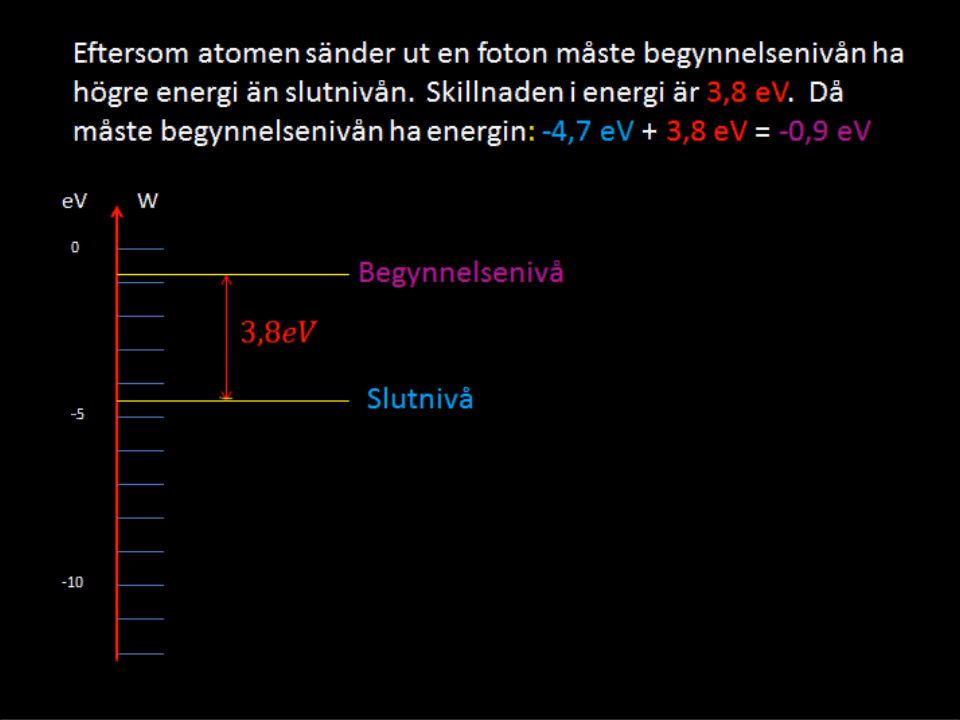 Eftersom atomen sänder ut en foton måste begynnelsenivån ha
högre energi än slutnivån. Skillnaden i energi är 3,8 eV. Då
måste begynnelsenivån ha energin: -4,7 eV + 3,8 eV = -0,9 eV
eV W
0
Begynnelsenivå
3,8eV
Slutnivå
-5
-10